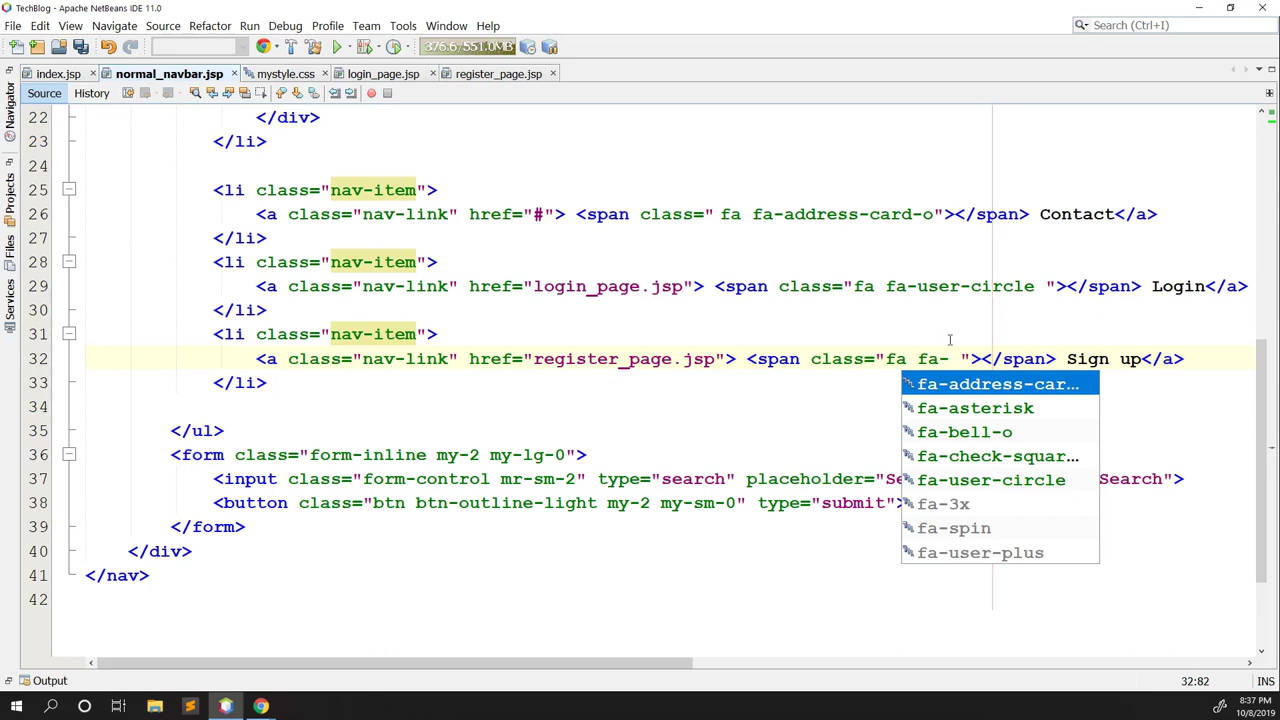 TechBlog - Apache NetBeans IDE 11.0
File Edit View Navigate Source Refactor Run Debug Profile Team Tools Window Help
Search (Ctrl+I)
376.6/551.0MB
index.jsp normal_navbar.jsp mystyle.css login_page.jsp register_page.jsp
Source History
Navigator
Projects
Files
Services
22 </div>
23 </li>
24
25 <li class="nav-item">
26 <a class="nav-link" href="#"> <span class=" fa fa-address-card-o"></span> Contact</a>
27 </li>
28 <li class="nav-item">
29 <a class="nav-link" href="login_page.jsp"> <span class="fa fa-user-circle "></span> Login</a>
30 </li>
31 <li class="nav-item">
32 <a class="nav-link" href="register_page.jsp"> <span class="fa fa- "></span> Sign up</a>
33 </li>
34
35 </ul>
36 <form class="form-inline my-2 my-lg-0">
37 <input class="form-control mr-sm-2" type="search" placeholder="Se Search">
38 <button class="btn btn-outline-light my-2 my-sm-0" type="submit">
39 </form>
40 </div>
41 </nav>
42
fa-address-car...
fa-asterisk
fa-bell-o
fa-check-squar...
fa-user-circle
fa-3x
fa-spin
fa-user-plus
Output
32:82 INS
8:37 PM
10/8/2019